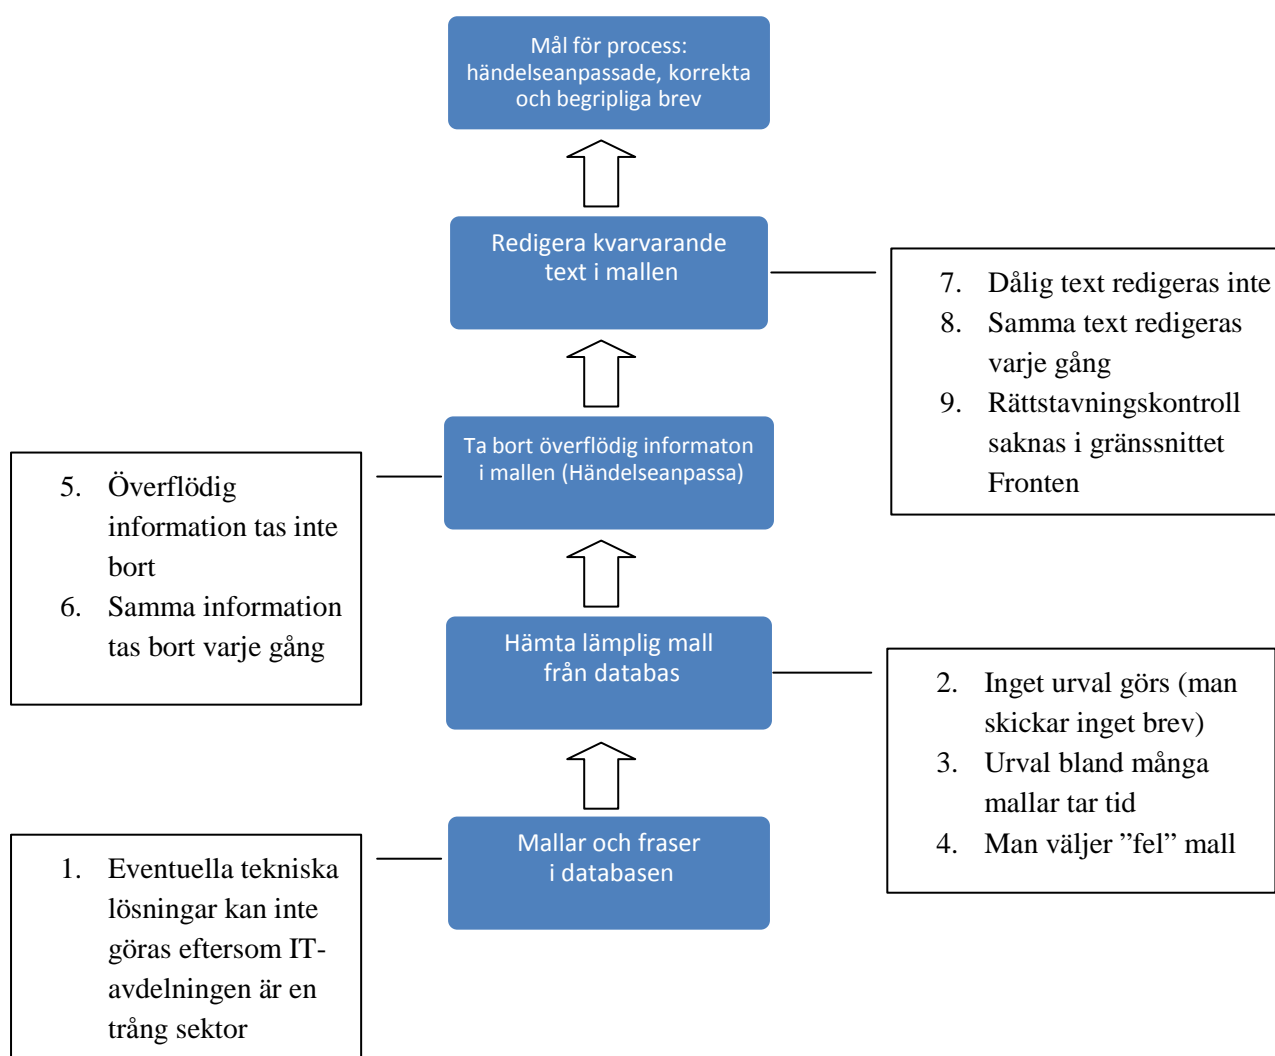 Mål för process:
händelseanpassade, korrekta
och begripliga brev
Redigera kvarvarande
text i mallen
7. Dålig text redigeras inte
8. Samma text redigeras
varje gång
9. Rättstavningskontroll
saknas i gränssnittet
Fronten
Ta bort överflödig informaton
i mallen (Händelseanpassa)
5. Överflödig
information tas inte
bort
6. Samma information
tas bort varje gång
Hämta lämplig mall
från databas
2. Inget urval görs (man
skickar inget brev)
3. Urval bland många
mallar tar tid
4. Man väljer ”fel” mall
Mallar och fraser
i databasen
1. Eventuella tekniska
lösningar kan inte
göras eftersom IT-
avdelningen är en
trång sektor